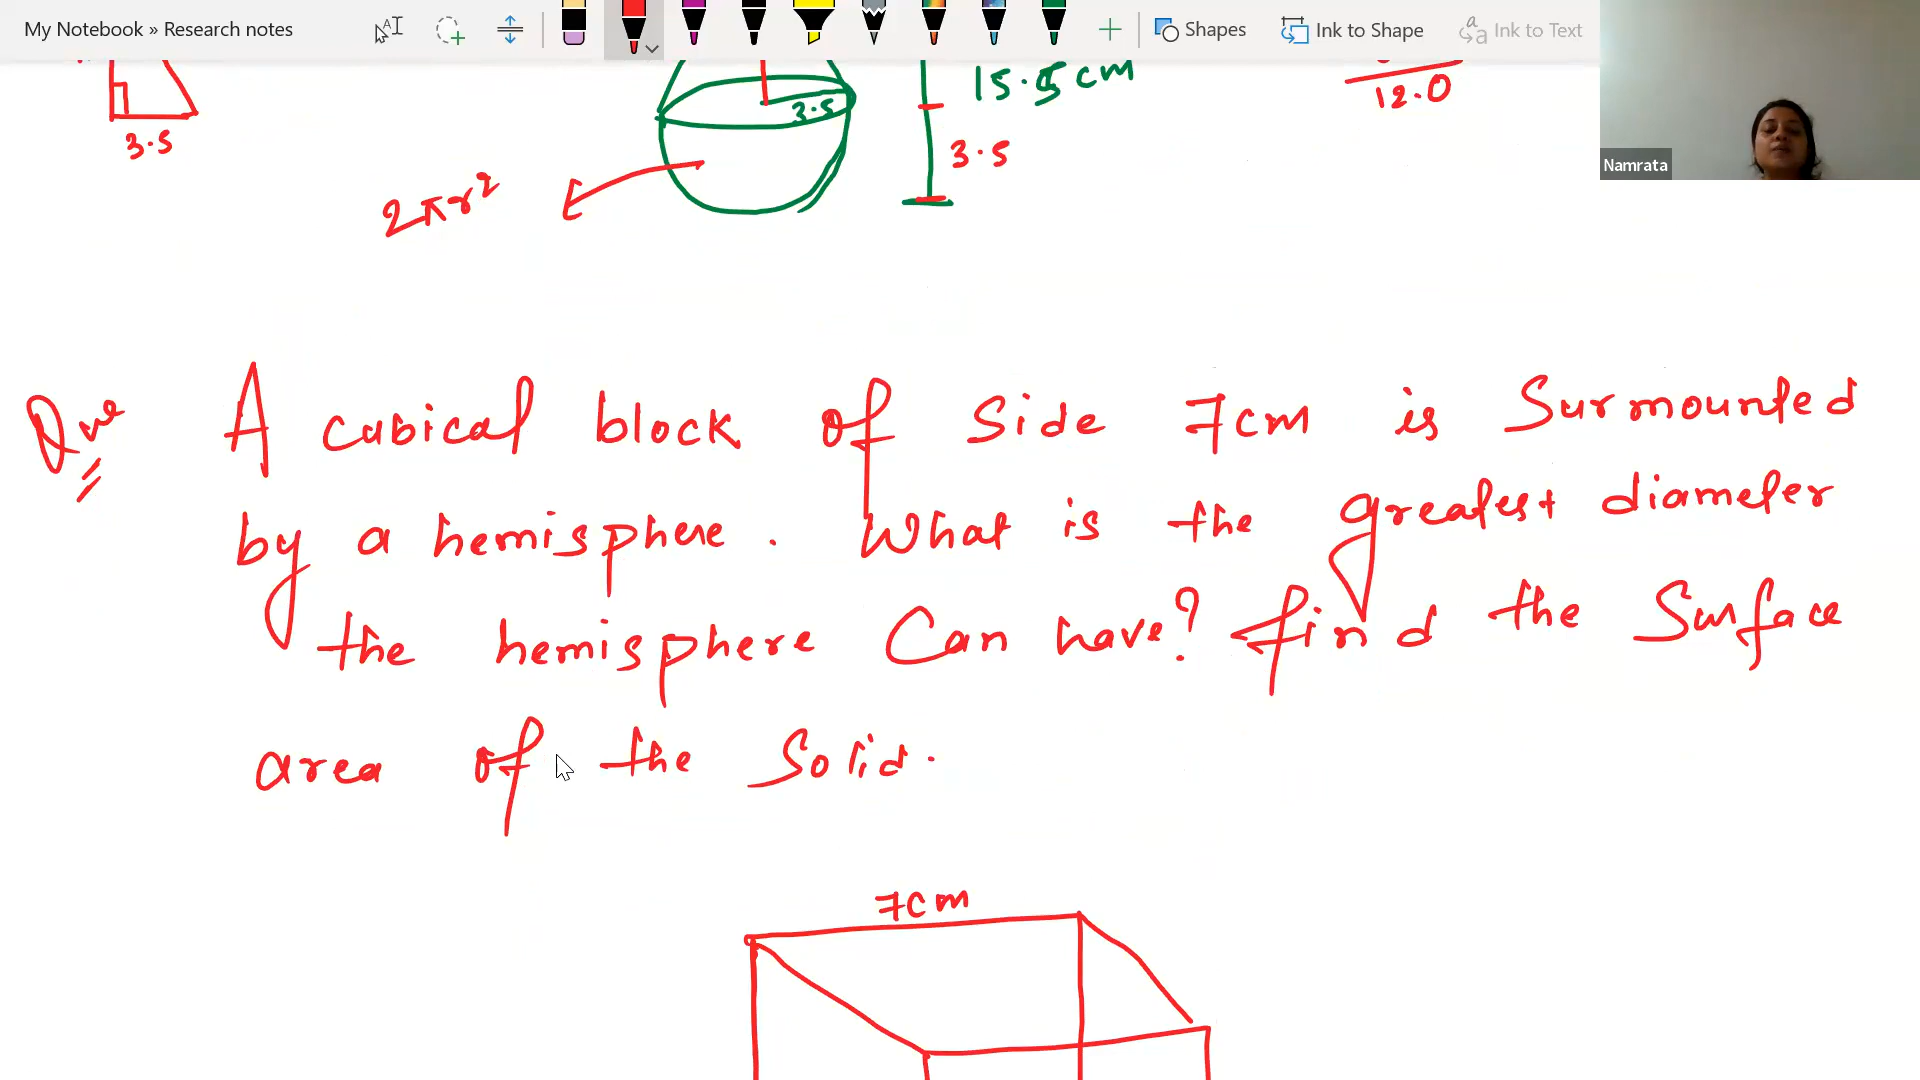 My Notebook » Research notes
Shapes
Ink to Shape
Ink to Text
15.5 cm
12.0
3.5
3.5
3.5
2πr²
Namrata
Que
A cubical block of side 7cm is Surmounted
by a hemisphere. What is the greatest diameter
the hemisphere Can have? find the Surface
area of the Solid.
7cm